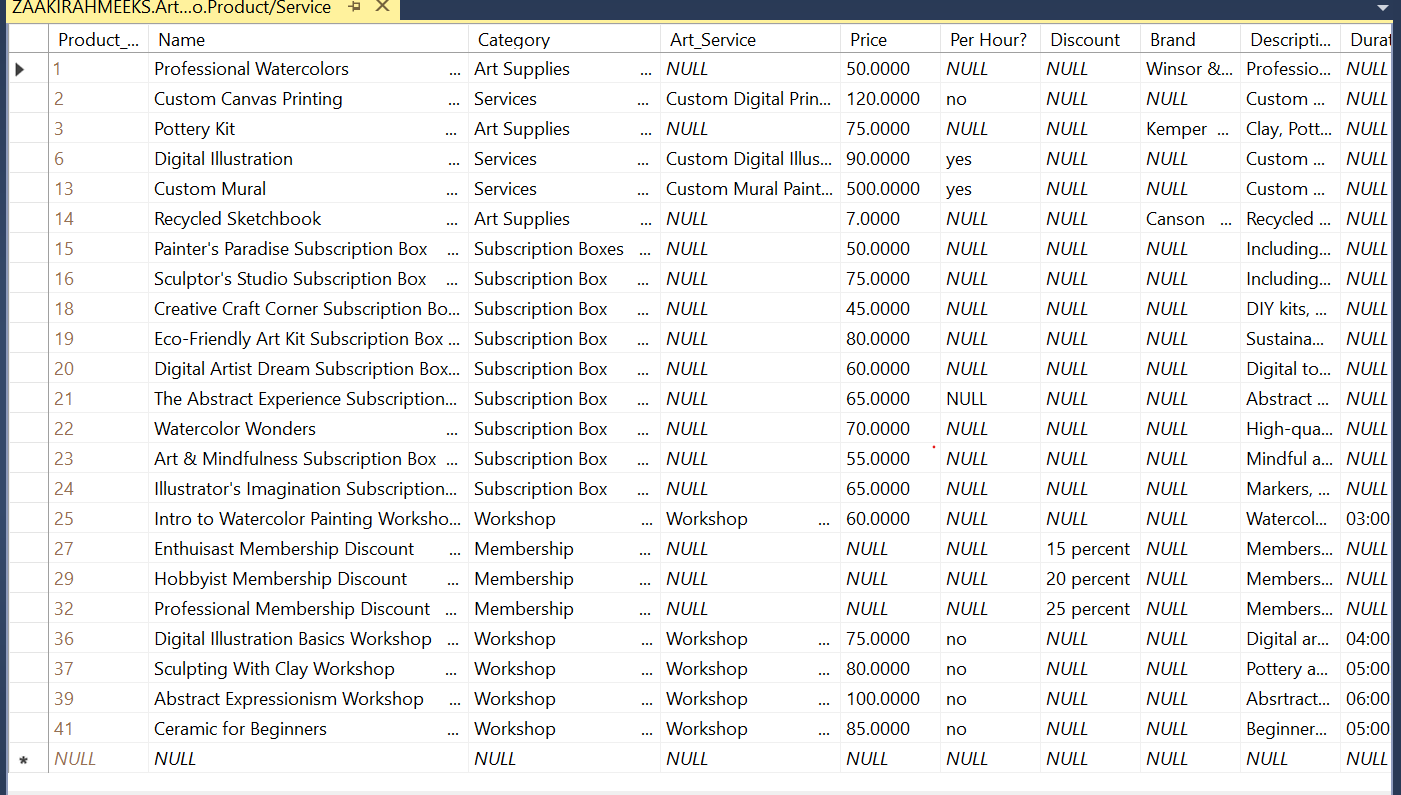 ZAAKIRAHMEEKS.Art...o.Product/Service
Product_... Name Category Art_Service Price Per Hour? Discount Brand Descripti... Durat
1 Professional Watercolors ... Art Supplies ... NULL 50.0000 NULL NULL Winsor &... Professio... NULL
2 Custom Canvas Printing ... Services ... Custom Digital Prin... 120.0000 no NULL NULL Custom ... NULL
3 Pottery Kit ... Art Supplies ... NULL 75.0000 NULL NULL Kemper ... Clay, Pott... NULL
6 Digital Illustration ... Services ... Custom Digital Illus... 90.0000 yes NULL NULL Custom ... NULL
13 Custom Mural ... Services ... Custom Mural Paint... 500.0000 yes NULL NULL Custom ... NULL
14 Recycled Sketchbook ... Art Supplies ... NULL 7.0000 NULL NULL Canson ... Recycled ... NULL
15 Painter's Paradise Subscription Box ... Subscription Boxes ... NULL 50.0000 NULL NULL NULL Including... NULL
16 Sculptor's Studio Subscription Box ... Subscription Box ... NULL 75.0000 NULL NULL NULL Including... NULL
18 Creative Craft Corner Subscription Bo... Subscription Box ... NULL 45.0000 NULL NULL NULL DIY kits, ... NULL
19 Eco-Friendly Art Kit Subscription Box ... Subscription Box ... NULL 80.0000 NULL NULL NULL Sustaina... NULL
20 Digital Artist Dream Subscription Box... Subscription Box ... NULL 60.0000 NULL NULL NULL Digital to... NULL
21 The Abstract Experience Subscription... Subscription Box ... NULL 65.0000 NULL NULL NULL Abstract ... NULL
22 Watercolor Wonders ... Subscription Box ... NULL 70.0000 NULL NULL NULL High-qua... NULL
23 Art & Mindfulness Subscription Box ... Subscription Box ... NULL 55.0000 NULL NULL NULL Mindful a... NULL
24 Illustrator's Imagination Subscription... Subscription Box ... NULL 65.0000 NULL NULL NULL Markers, ... NULL
25 Intro to Watercolor Painting Worksho... Workshop ... Workshop ... 60.0000 NULL NULL NULL Watercol... 03:00
27 Enthuisast Membership Discount ... Membership ... NULL NULL NULL 15 percent NULL Members... NULL
29 Hobbyist Membership Discount ... Membership ... NULL NULL NULL 20 percent NULL Members... NULL
32 Professional Membership Discount ... Membership ... NULL NULL NULL 25 percent NULL Members... NULL
36 Digital Illustration Basics Workshop ... Workshop ... Workshop ... 75.0000 no NULL NULL Digital ar... 04:00
37 Sculpting With Clay Workshop ... Workshop ... Workshop ... 80.0000 no NULL NULL Pottery a... 05:00
39 Abstract Expressionism Workshop ... Workshop ... Workshop ... 100.0000 no NULL NULL Absrtract... 06:00
41 Ceramic for Beginners ... Workshop ... Workshop ... 85.0000 no NULL NULL Beginner... 05:00
* NULL NULL NULL NULL NULL NULL NULL NULL NULL NULL